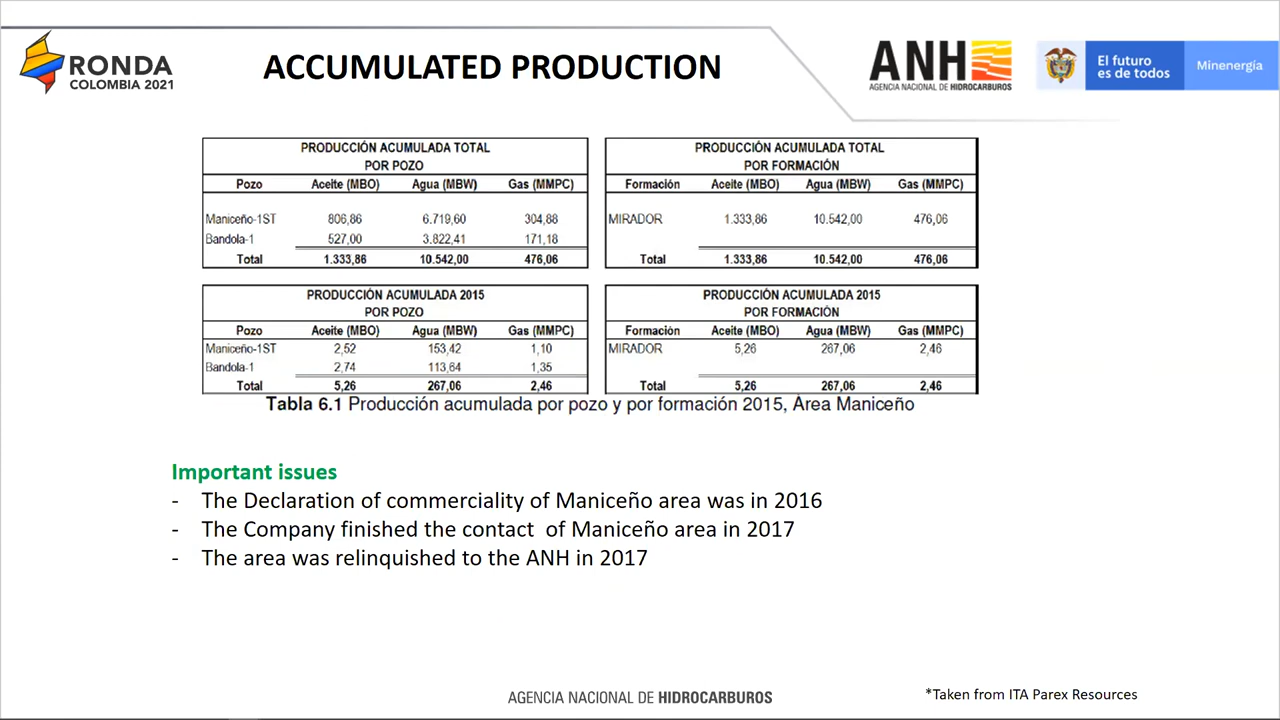 RONDA
COLOMBIA 2021
ACCUMULATED PRODUCTION
ANH
AGENCIA NACIONAL DE HIDROCARBUROS
El futuro
es de todos
Minenergía
PRODUCCIÓN ACUMULADA TOTAL
POR POZO
Pozo Aceite (MBO) Agua (MBW) Gas (MMPC)
Maniceño-1ST 806,86 6.719,60 304,88
Bandola-1 527,00 3.822,41 171,18
Total 1.333,86 10.542,00 476,06
PRODUCCIÓN ACUMULADA TOTAL
POR FORMACIÓN
Formación Aceite (MBO) Agua (MBW) Gas (MMPC)
MIRADOR 1.333,86 10.542,00 476,06
Total 1.333,86 10.542,00 476,06
PRODUCCIÓN ACUMULADA 2015
POR POZO
Pozo Aceite (MBO) Agua (MBW) Gas (MMPC)
Maniceño-1ST 2,52 153,42 1,10
Bandola-1 2,74 113,64 1,35
Total 5,26 267,06 2,46
PRODUCCIÓN ACUMULADA 2015
POR FORMACIÓN
Formación Aceite (MBO) Agua (MBW) Gas (MMPC)
MIRADOR 5,26 267,06 2,46
Total 5,26 267,06 2,46
Tabla 6.1 Producción acumulada por pozo y por formación 2015, Área Maniceño
Important issues
- The Declaration of commerciality of Maniceño area was in 2016
- The Company finished the contact of Maniceño area in 2017
- The area was relinquished to the ANH in 2017
AGENCIA NACIONAL DE HIDROCARBUROS
*Taken from ITA Parex Resources